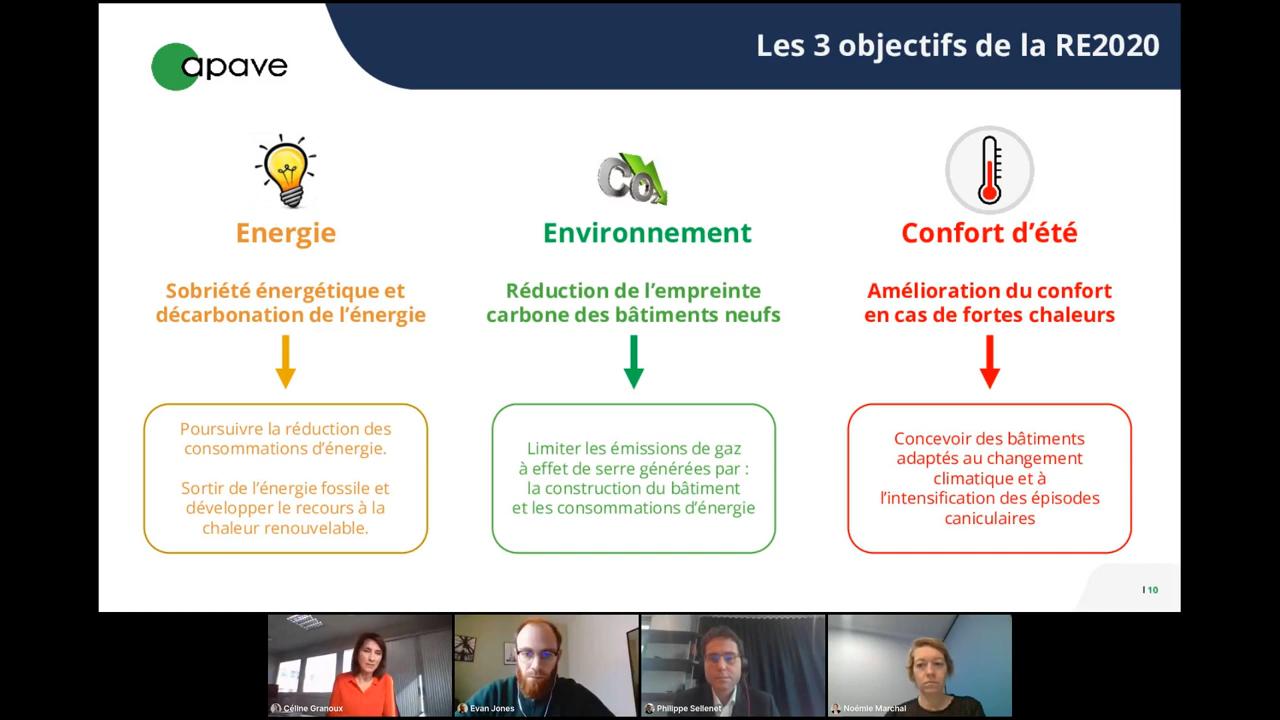 apave
Les 3 objectifs de la RE2020
CO2
Energie
Sobriété énergétique et
décarbonation de l'énergie
Poursuivre la réduction des
consommations d'énergie.
Sortir de l'énergie fossile et
développer le recours à la
chaleur renouvelable.
Environnement
Réduction de l'empreinte
carbone des bâtiments neufs
Limiter les émissions de gaz
à effet de serre générées par :
la construction du bâtiment
et les consommations d'énergie
Confort d'été
Amélioration du confort
en cas de fortes chaleurs
Concevoir des bâtiments
adaptés au changement
climatique et à
l'intensification des épisodes
caniculaires
I 10
Céline Granoux
Evan Jones
Philippe Sellenet
Noémie Marchal